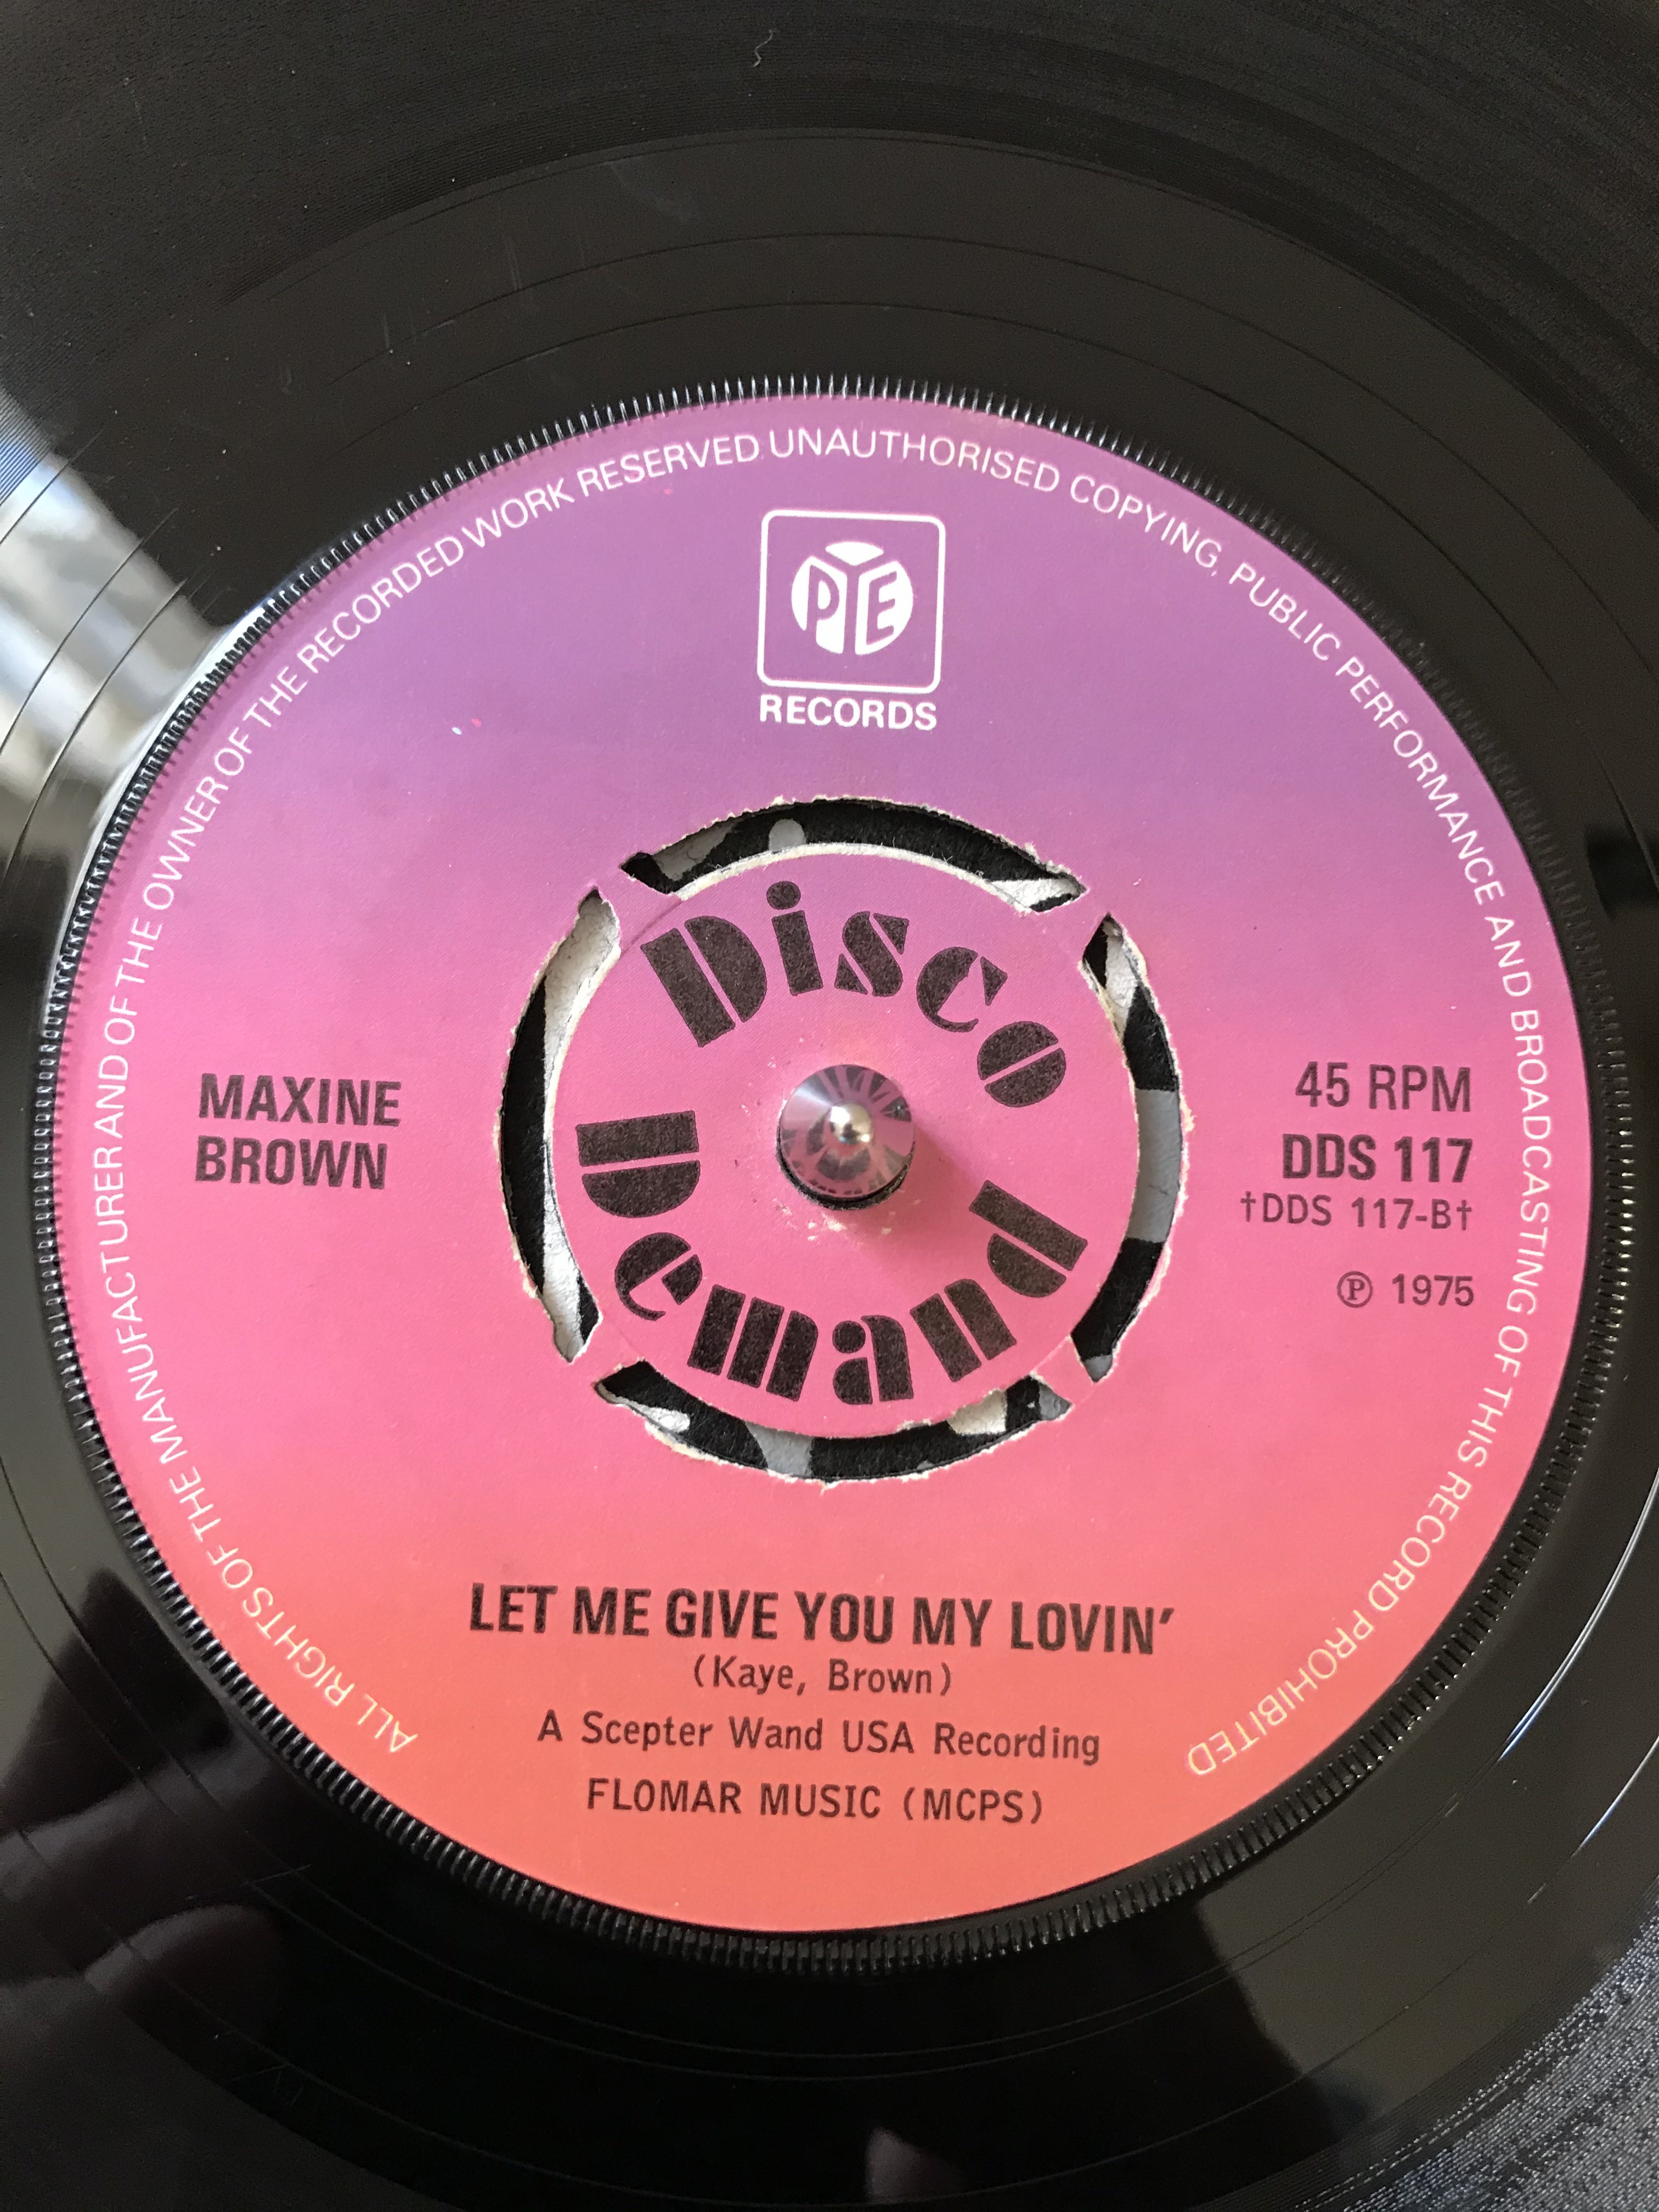 ALL RIGHTS OF THE MANUFACTURER AND OF THE OWNER OF THE RECORDED WORK RESERVED UNAUTHORISED COPYING, PUBLIC PERFORMANCE AND BROADCASTING OF THIS RECORD PROHIBITED
PYE
RECORDS
Disco
Demand
MAXINE
BROWN
45 RPM
DDS 117
†DDS 117-B†
℗ 1975
LET ME GIVE YOU MY LOVIN'
(Kaye, Brown)
A Scepter Wand USA Recording
FLOMAR MUSIC (MCPS)